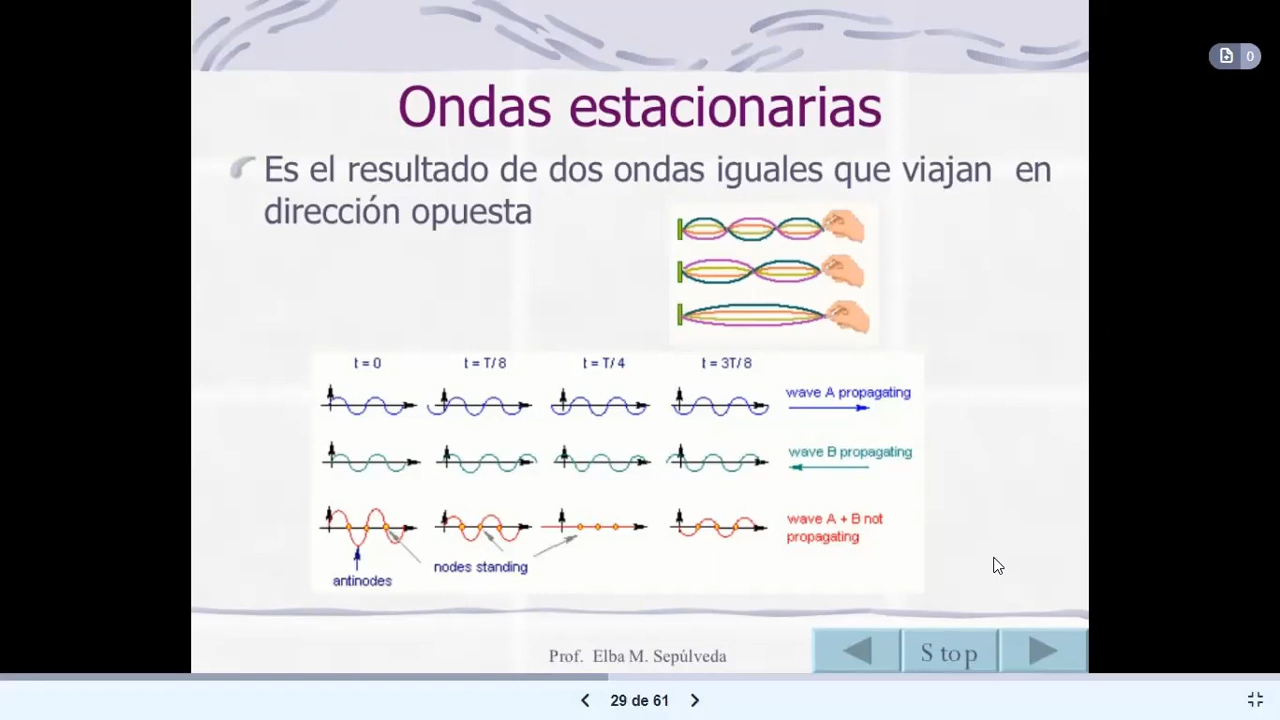 0
Ondas estacionarias
Es el resultado de dos ondas iguales que viajan en
dirección opuesta
t = 0 t = T/8 t = T/4 t = 3T/8
wave A propagating
wave B propagating
wave A + B not
propagating
nodes standing
antinodes
Prof. Elba M. Sepúlveda
Stop
29 de 61